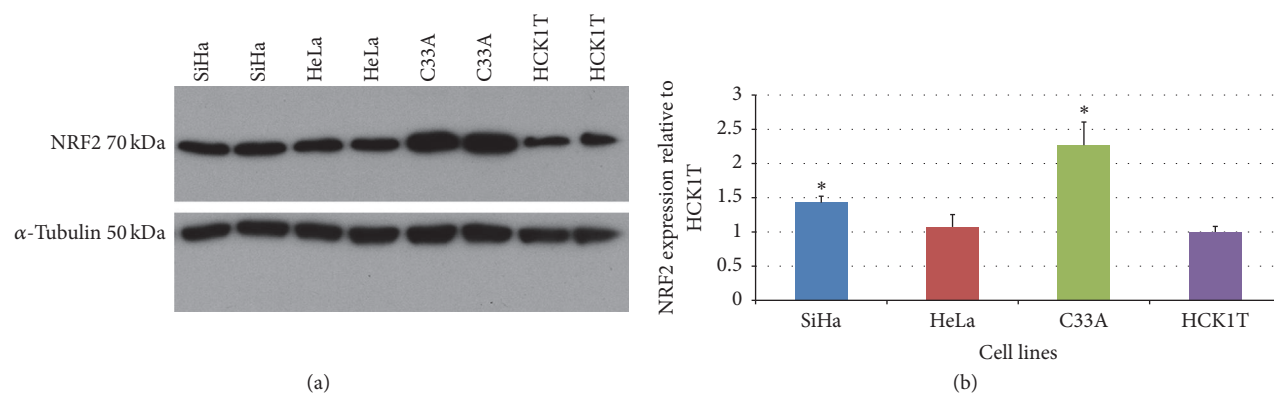 SiHa
SiHa
HeLa
HeLa
C33A
C33A
HCK1T
HCK1T
NRF2 70 kDa
α-Tubulin 50 kDa
(a)
NRF2 expression relative to
HCK1T
3
2.5
2
1.5
1
0.5
0
*
*
SiHa
HeLa
C33A
HCK1T
Cell lines
(b)